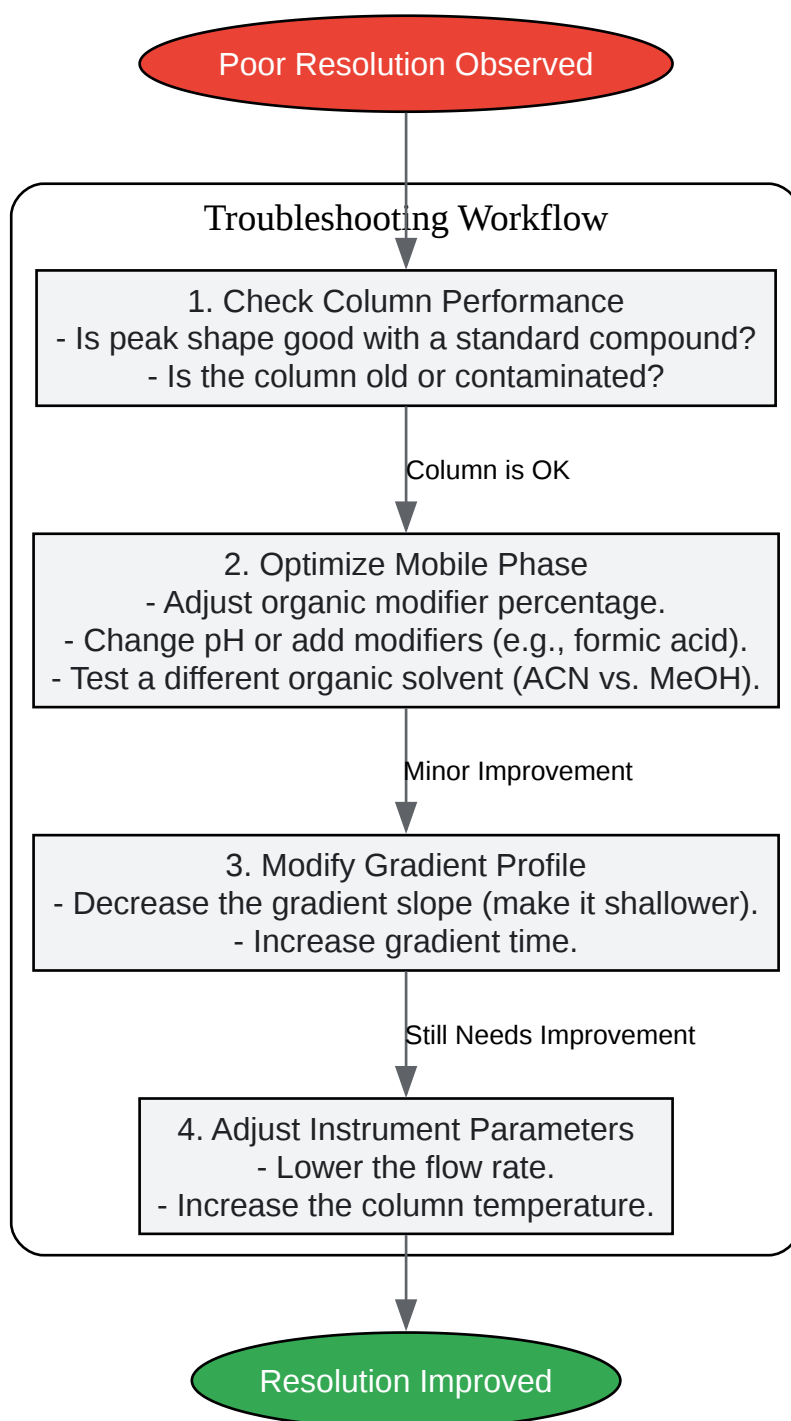 Poor Resolution Observed
Troubleshooting Workflow
1. Check Column Performance
- Is peak shape good with a standard compound?
- Is the column old or contaminated?
Column is OK
2. Optimize Mobile Phase
- Adjust organic modifier percentage.
- Change pH or add modifiers (e.g., formic acid).
- Test a different organic solvent (ACN vs. MeOH).
Minor Improvement
3. Modify Gradient Profile
- Decrease the gradient slope (make it shallower).
- Increase gradient time.
Still Needs Improvement
4. Adjust Instrument Parameters
- Lower the flow rate.
- Increase the column temperature.
Resolution Improved